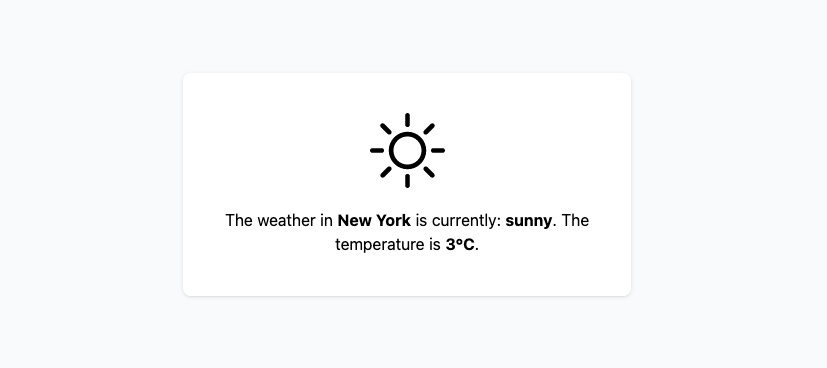 The weather in New York is currently: sunny. The
temperature is 3°C.